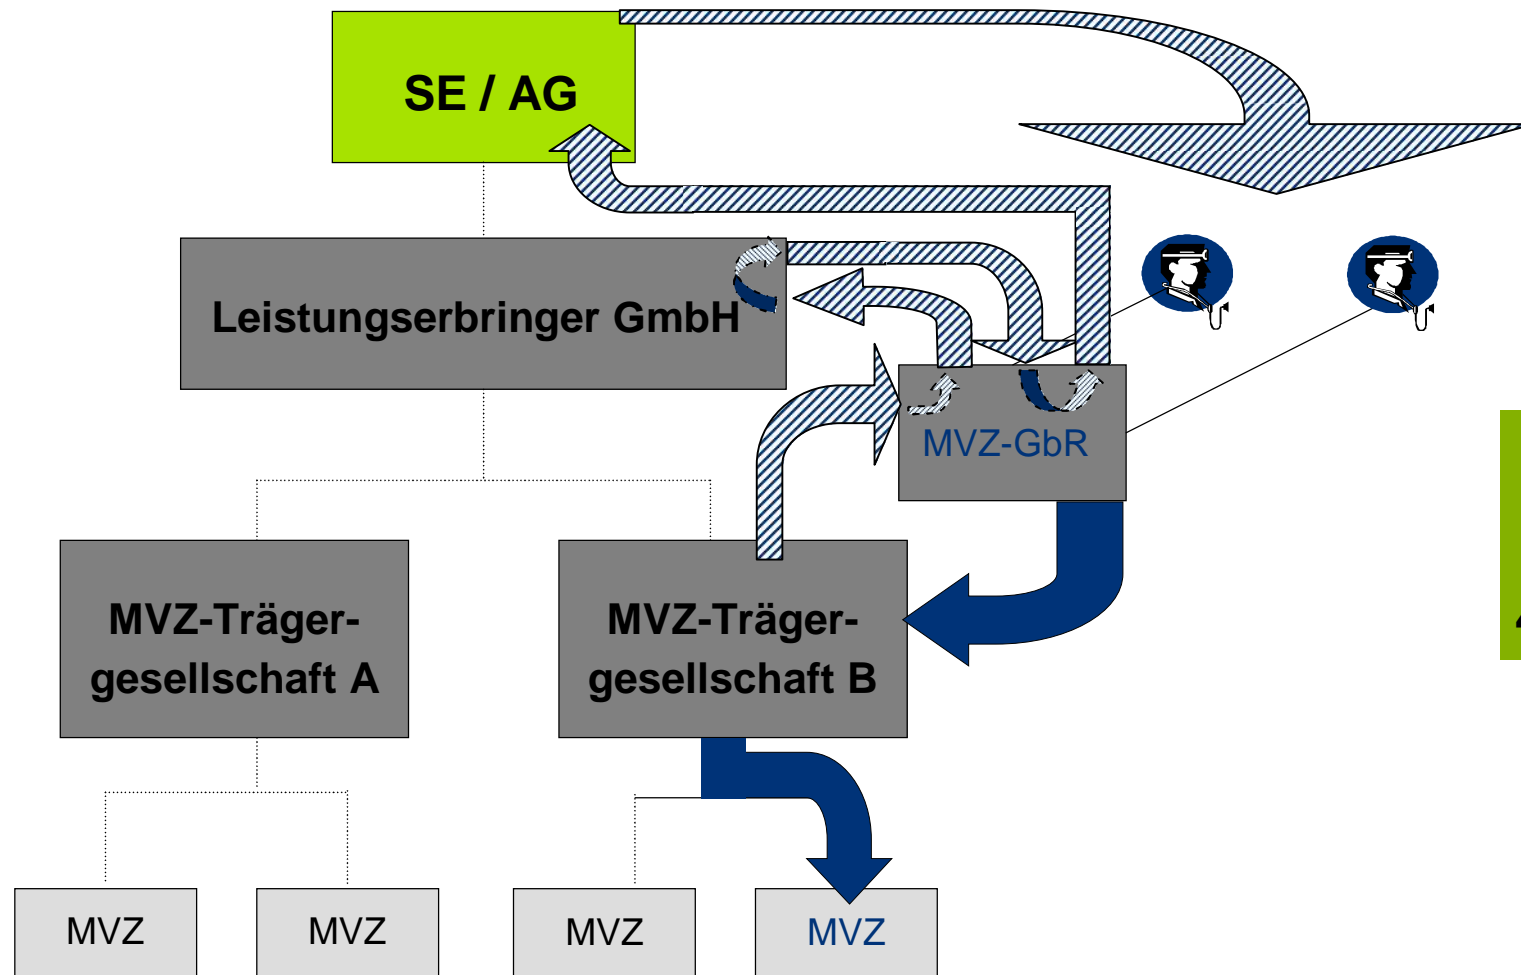 SE / AG
Leistungserbringer GmbH
MVZ-GbR
MVZ-Träger-
gesellschaft A
MVZ-Träger-
gesellschaft B
MVZ
MVZ
MVZ
MVZ